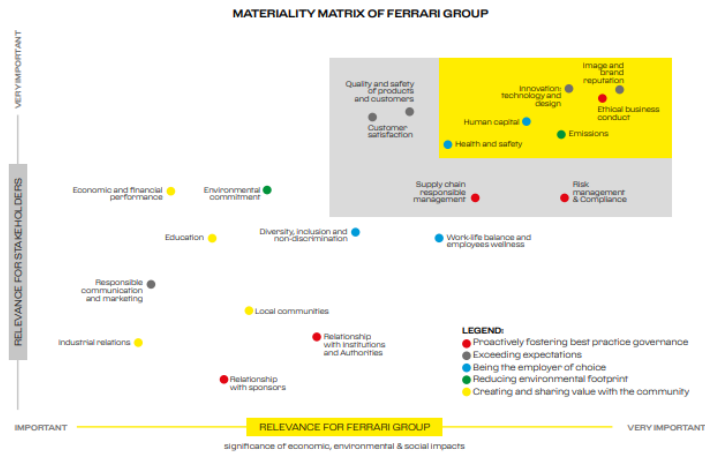 MATERIALITY MATRIX OF FERRARI GROUP
VERY IMPORTANT
RELEVANCE FOR STAKEHOLDERS
Quality and safety
of products
and customers
Customer
satisfaction
Image and
brand
reputation
Innovation:
technology and
design
Ethical business
conduct
Human capital
Emissions
Health and safety
Supply chain
responsible
management
Risk
management
& Compliance
Economic and financial
performance
Environmental
commitment
Education
Diversity, inclusion and
non-discrimination
Work-life balance and
employees wellness
Responsible
communication
and marketing
Local communities
Industrial relations
Relationship
with Institutions
and Authorities
Relationship
with sponsors
LEGEND:
Proactively fostering best practice governance
Exceeding expectations
Being the employer of choice
Reducing environmental footprint
Creating and sharing value with the community
IMPORTANT
RELEVANCE FOR FERRARI GROUP
VERY IMPORTANT
significance of economic, environmental & social impacts